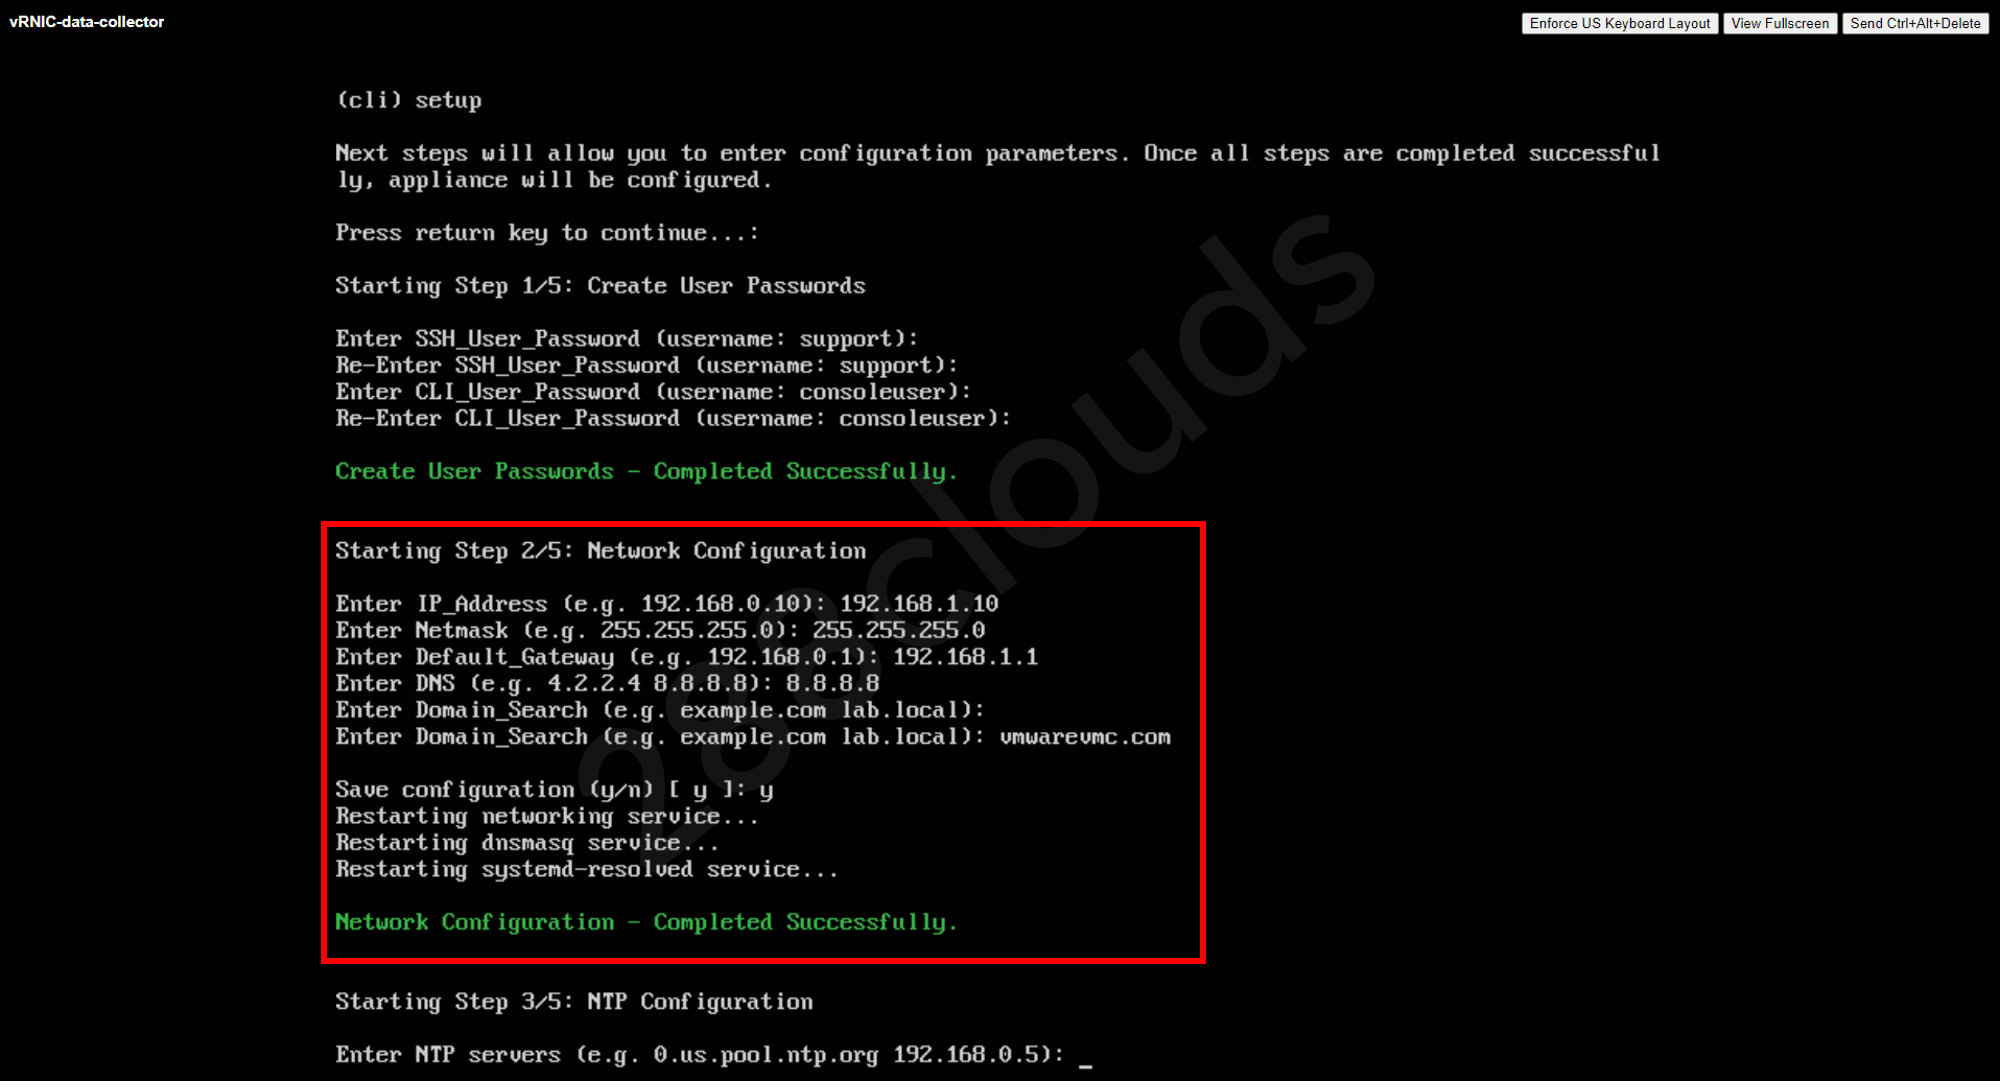 vRNIC-data-collector
Enforce US Keyboard Layout View Fullscreen Send Ctrl+Alt+Delete
(cli) setup
Next steps will allow you to enter configuration parameters. Once all steps are completed successful
ly, appliance will be configured.
Press return key to continue...:
Starting Step 1/5: Create User Passwords
Enter SSH_User_Password (username: support):
Re-Enter SSH_User_Password (username: support):
Enter CLI_User_Password (username: consoleuser):
Re-Enter CLI_User_Password (username: consoleuser):
Create User Passwords - Completed Successfully.
Starting Step 2/5: Network Configuration
Enter IP_Address (e.g. 192.168.0.10): 192.168.1.10
Enter Netmask (e.g. 255.255.255.0): 255.255.255.0
Enter Default_Gateway (e.g. 192.168.0.1): 192.168.1.1
Enter DNS (e.g. 4.2.2.4 8.8.8.8): 8.8.8.8
Enter Domain_Search (e.g. example.com lab.local):
Enter Domain_Search (e.g. example.com lab.local): vmwarevmc.com
Save configuration (y/n) [ y ]: y
Restarting networking service...
Restarting dnsmasq service...
Restarting systemd-resolved service...
Network Configuration - Completed Successfully.
Starting Step 3/5: NTP Configuration
Enter NTP servers (e.g. 0.us.pool.ntp.org 192.168.0.5): _
288clouds